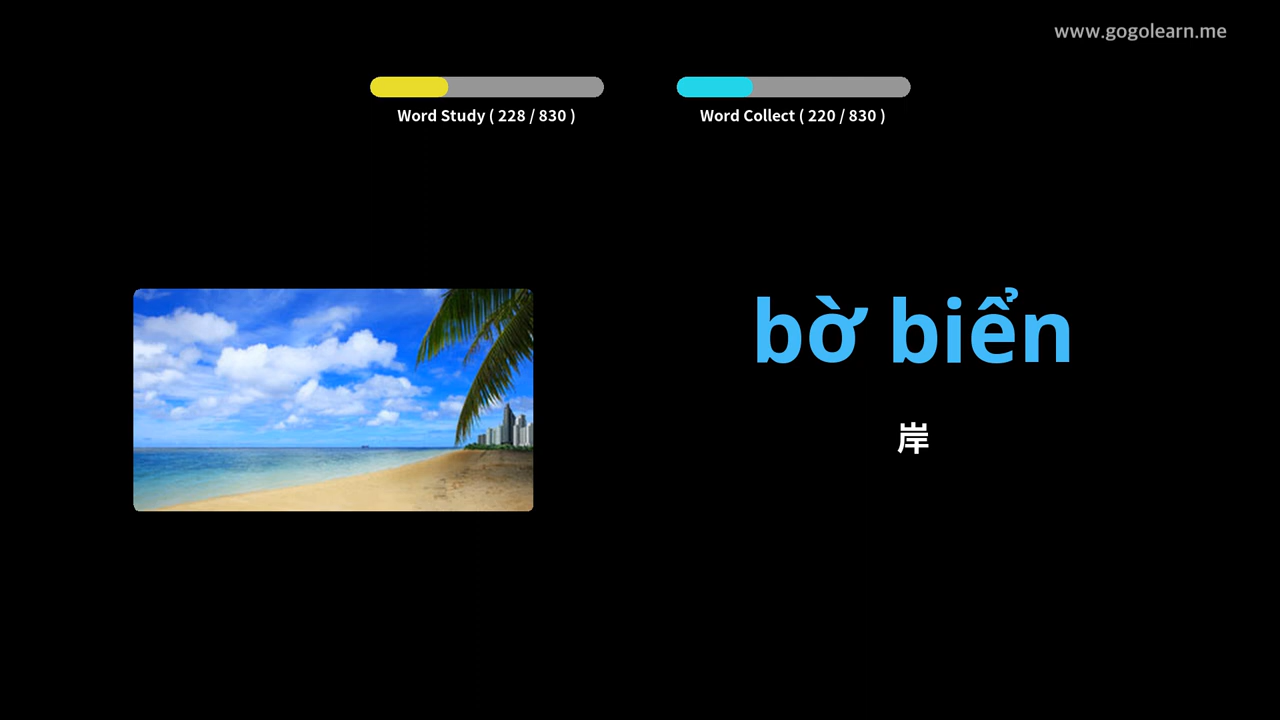 www.gogolearn.me
Word Study ( 228 / 830 )
Word Collect ( 220 / 830 )
bờ biển
岸